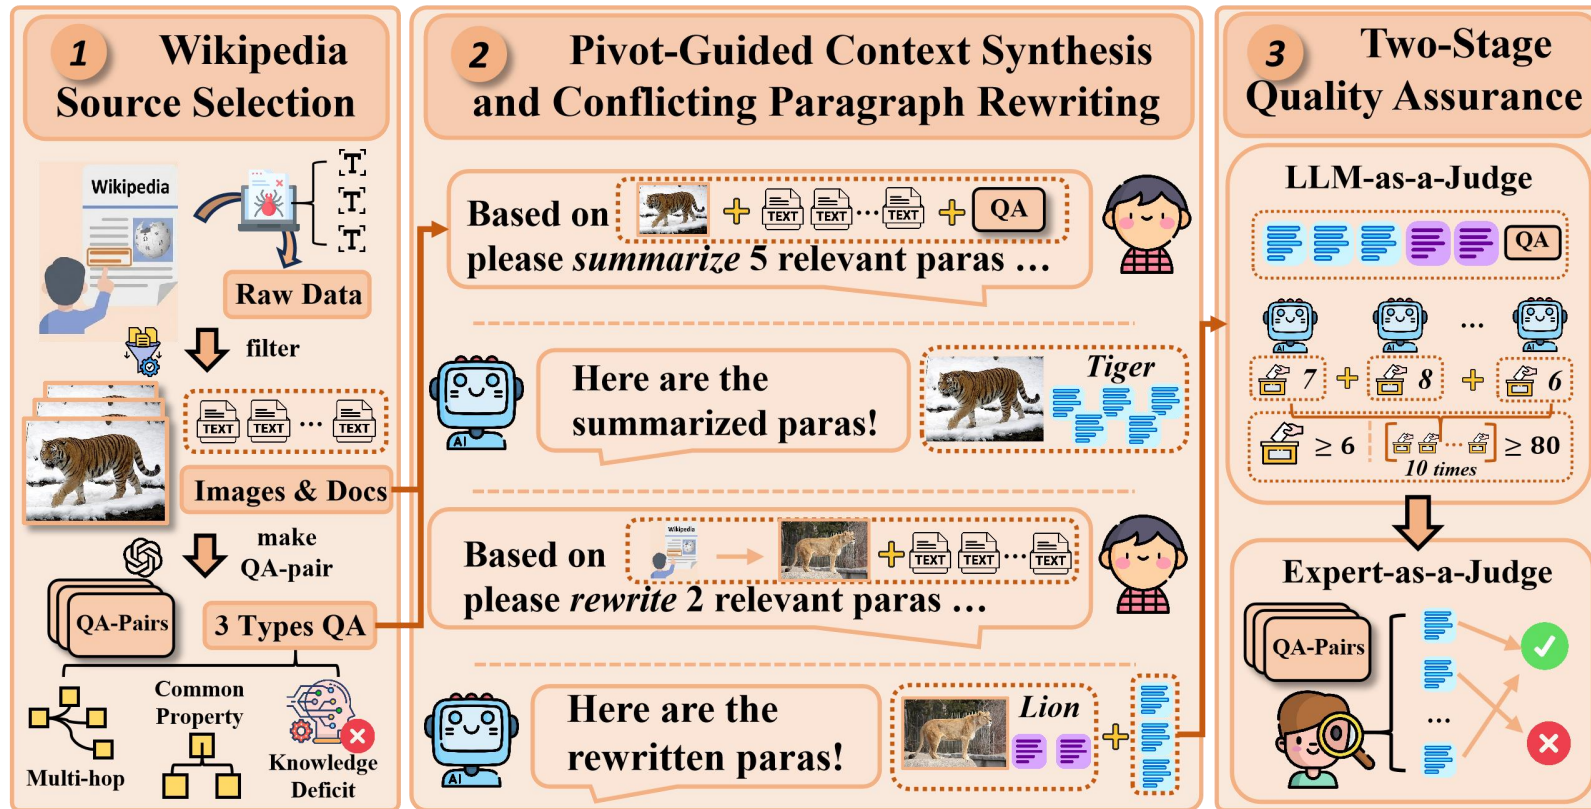 1 Wikipedia
Source Selection
Wikipedia
T
T
T
Raw Data
filter
TEXT TEXT ... TEXT
Images & Docs
make
QA-pair
QA-Pairs
3 Types QA
Multi-hop
Common
Property
Knowledge
Deficit
2 Pivot-Guided Context Synthesis
and Conflicting Paragraph Rewriting
Based on + TEXT TEXT ... TEXT + QA
please summarize 5 relevant paras ...
AI
Here are the
summarized paras!
Tiger
Based on Wikipedia + TEXT TEXT ... TEXT
please rewrite 2 relevant paras ...
AI
Here are the
rewritten paras!
Lion
+
3 Two-Stage
Quality Assurance
LLM-as-a-Judge
QA
...
AI AI AI
7 + 8 + 6
≥ 6 [ ... ] ≥ 80
10 times
Expert-as-a-Judge
QA-Pairs
...